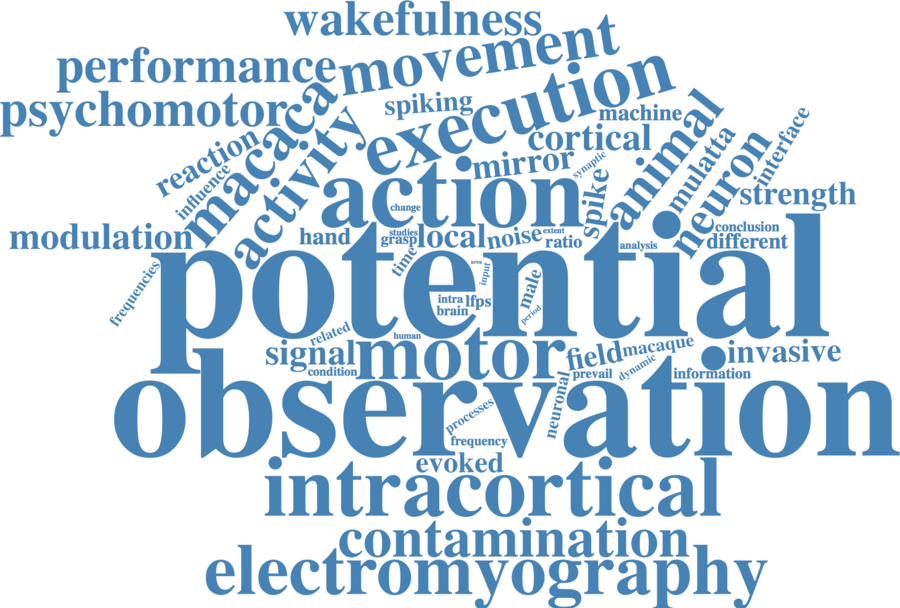 wakefulness
movement
performance
psychomotor
macaca
execution
spiking
machine
cortical
reaction
influence
activity
mirror
synaptic
animal
mulatta
interface
neuron
action
spike
strength
change
modulation
hand
studies
grasp
local
noise
extent
ratio
analysis
conclusion
different
potential
frequencies
time
input
male
intra
lfps
brain
period
related
human
signal
motor
field
macaque
invasive
condition
prevail
dynamic
information
observation
processes
neuronal
frequency
evoked
intracortical
contamination
electromyography